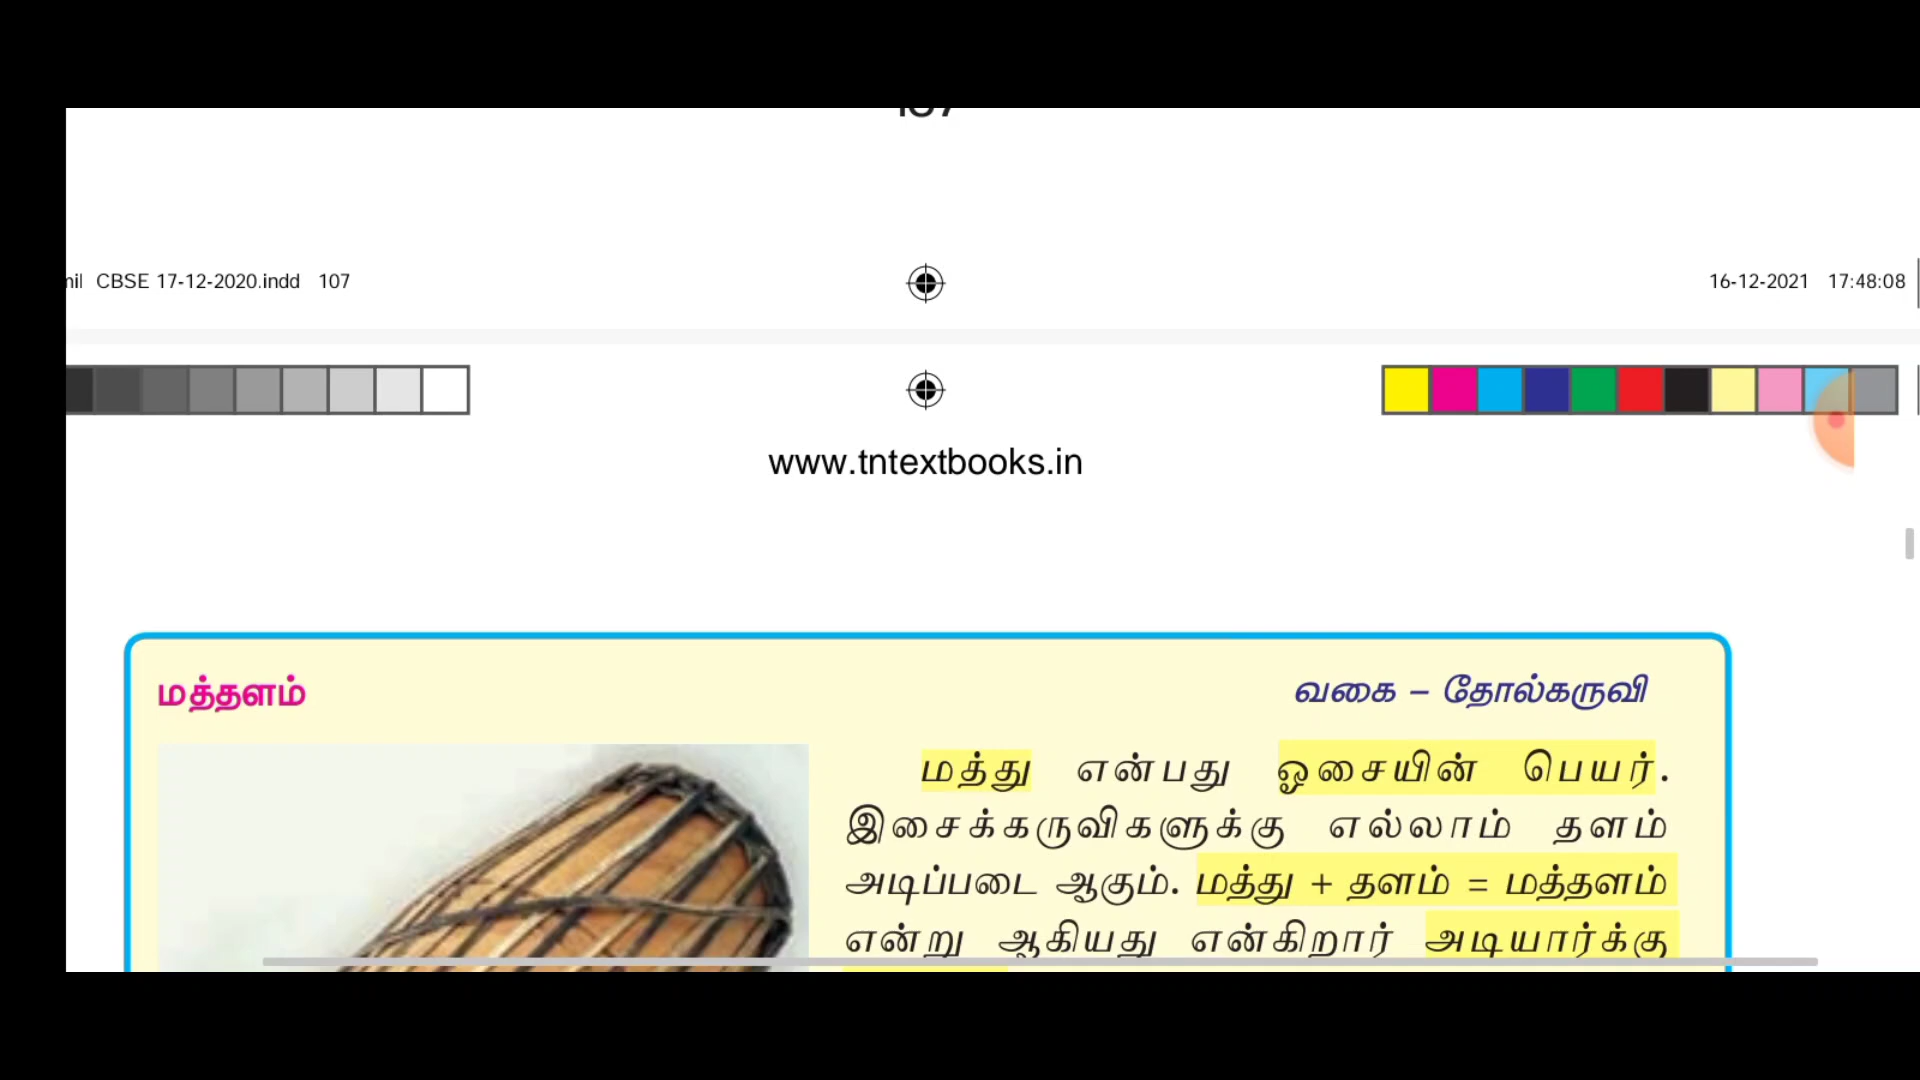 CBSE 17-12-2020.indd 107
16-12-2021 17:48:08
www.tntextbooks.in
மத்தளம்
வகை – தோல்கருவி
மத்து என்பது ஓசையின் பெயர்.
இசைக்கருவிகளுக்கு எல்லாம் தளம்
அடிப்படை ஆகும். மத்து + தளம் = மத்தளம்
என்று ஆகியது என்கிறார் அடியார்க்கு